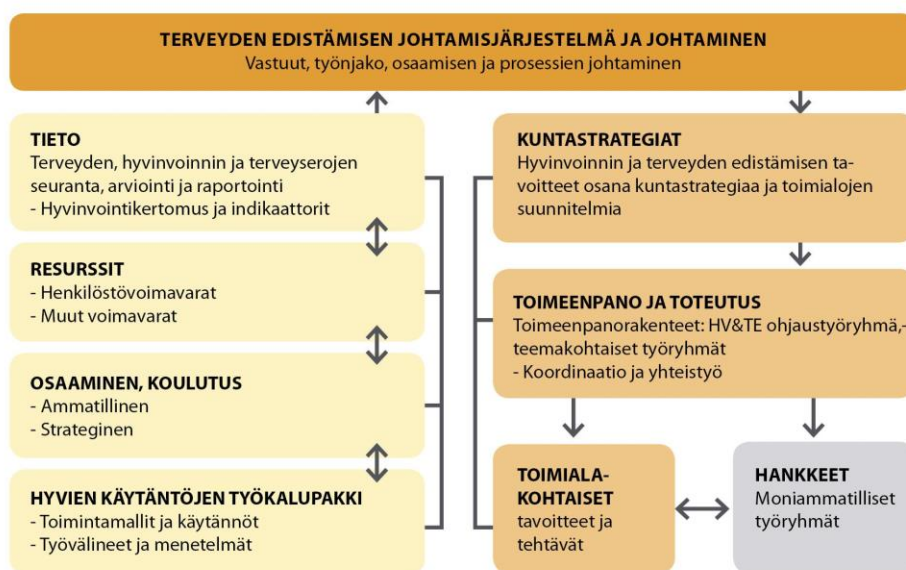 TERVEYDEN EDISTÄMISEN JOHTAMISJÄRJESTELMÄ JA JOHTAMINEN
Vastuut, työnjako, osaamisen ja prosessien johtaminen
TIETO
Terveyden, hyvinvoinnin ja terveyserojen
seuranta, arviointi ja raportointi
- Hyvinvointikertomus ja indikaattorit
RESURSSIT
- Henkilöstövoimavarat
- Muut voimavarat
OSAAMINEN, KOULUTUS
- Ammatillinen
- Strateginen
HYVIEN KÄYTÄNTÖJEN TYÖKALUPAKKI
- Toimintamallit ja käytännöt
- Työvälineet ja menetelmät
KUNTASTRATEGIAT
Hyvinvoinnin ja terveyden edistämisen ta-
voitteet osana kuntastrategiaa ja toimialojen
suunnitelmia
TOIMEENPANO JA TOTEUTUS
Toimeenpanorakenteet: HV&TE ohjaustyöryhmä,-
teemakohtaiset työryhmät
- Koordinaatio ja yhteistyö
TOIMIALA-
KOHTAISET
tavoitteet ja
tehtävät
HANKKEET
Moniammatilliset
työryhmät